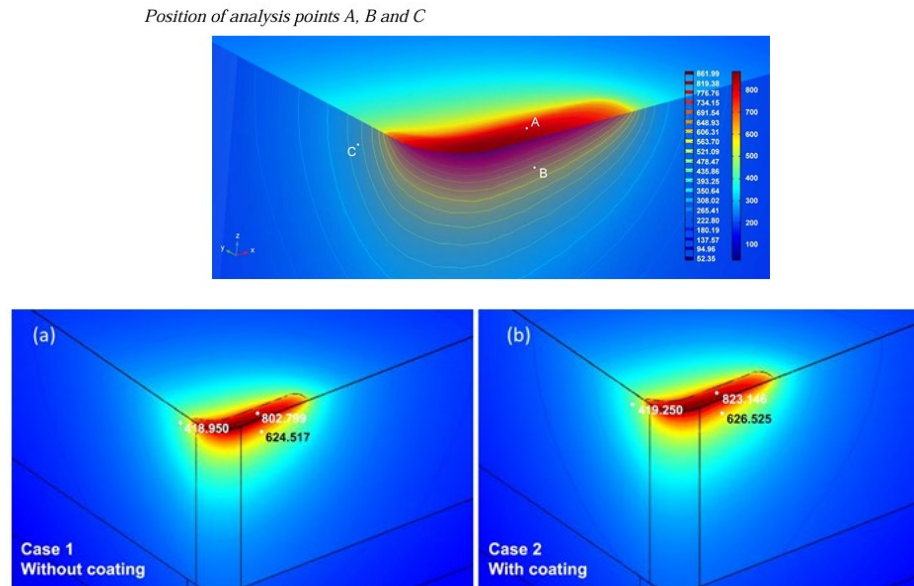 Position of analysis points A, B and C
861.99
819.38
776.76
734.15
691.54
648.93
606.31
563.70
521.09
478.47
435.86
393.25
350.64
308.02
265.41
222.80
180.19
137.57
94.96
52.35
800
700
600
500
400
300
200
100
A
C
B
z
y
x
(a)
418.950
802.799
624.517
Case 1
Without coating
(b)
419.250
823.146
626.525
Case 2
With coating